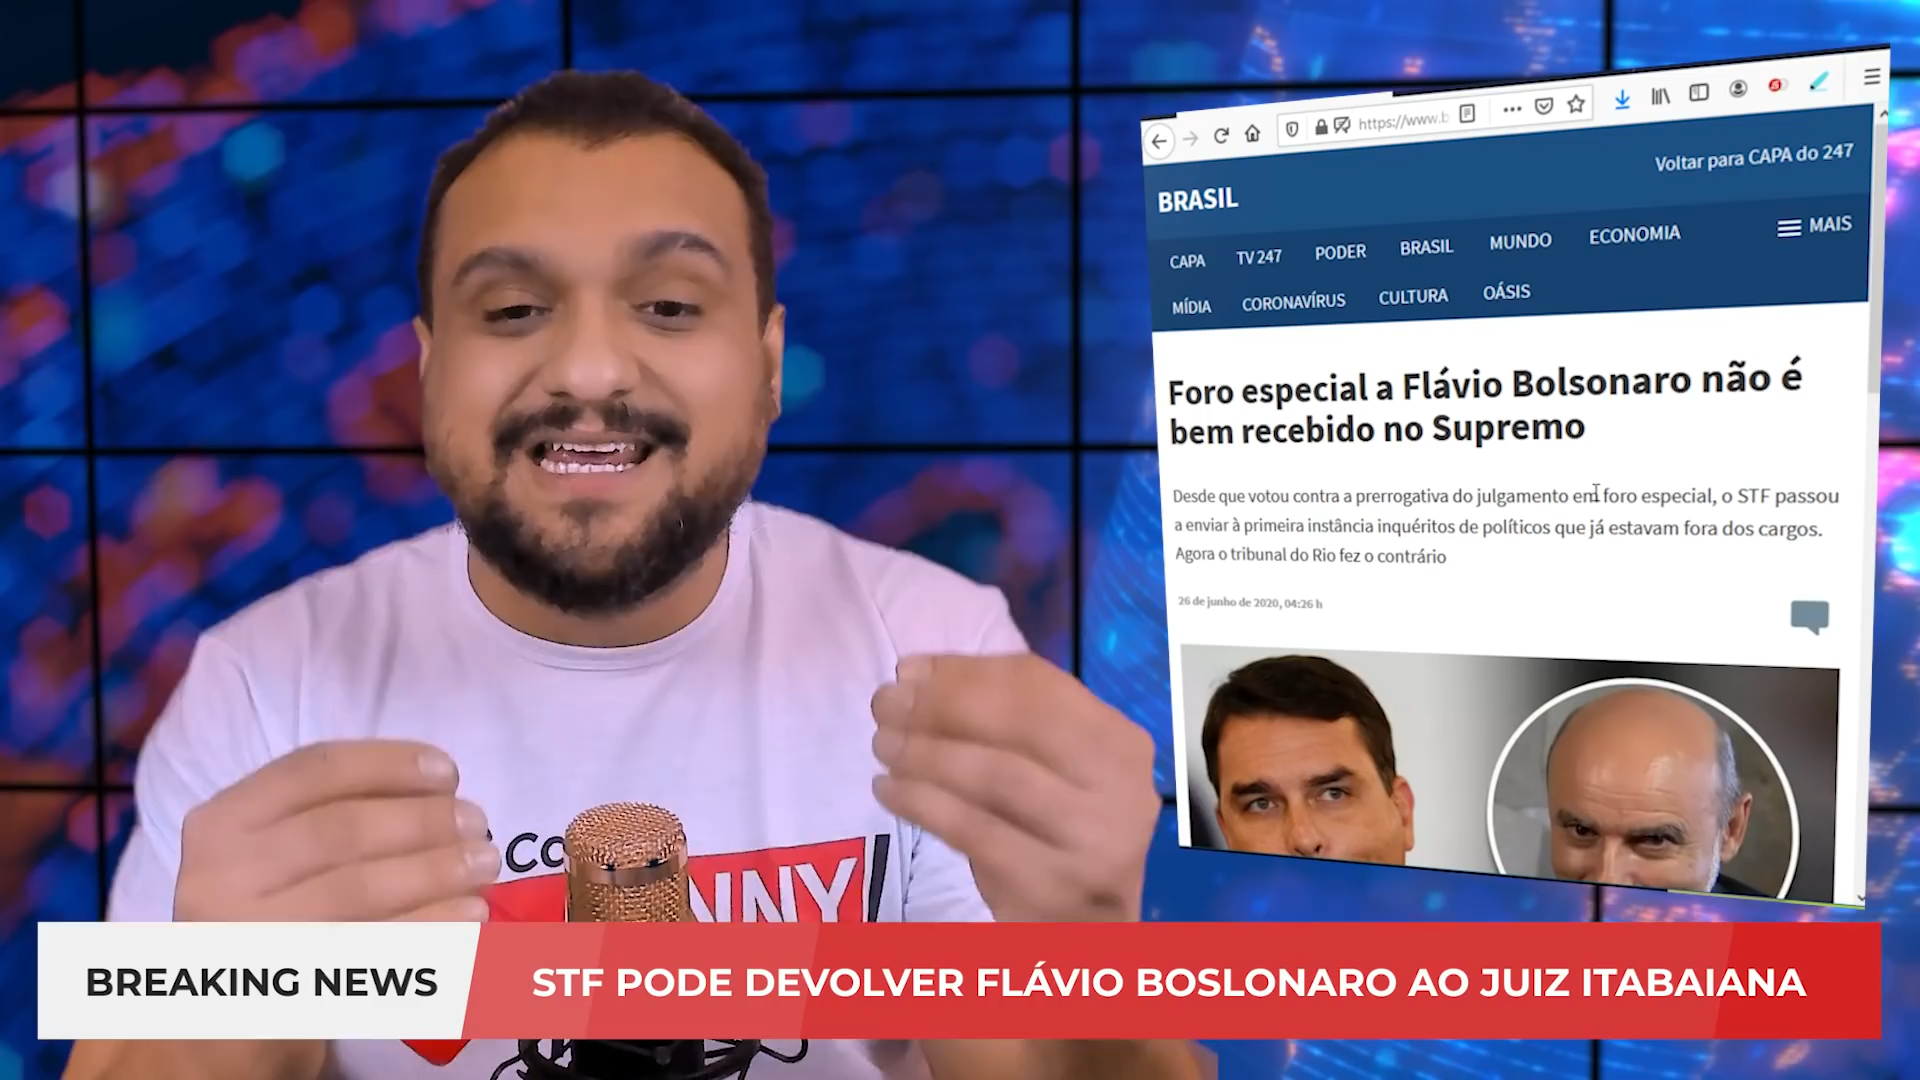 https://www.b
Voltar para CAPA do 247
BRASIL
CAPA TV 247 PODER BRASIL MUNDO ECONOMIA MAIS
MÍDIA CORONAVÍRUS CULTURA OÁSIS
Foro especial a Flávio Bolsonaro não é
bem recebido no Supremo
Desde que votou contra a prerrogativa do julgamento em foro especial, o STF passou
a enviar à primeira instância inquéritos de políticos que já estavam fora dos cargos.
Agora o tribunal do Rio fez o contrário
26 de junho de 2020, 04:26 h
BREAKING NEWS
STF PODE DEVOLVER FLÁVIO BOSLONARO AO JUIZ ITABAIANA